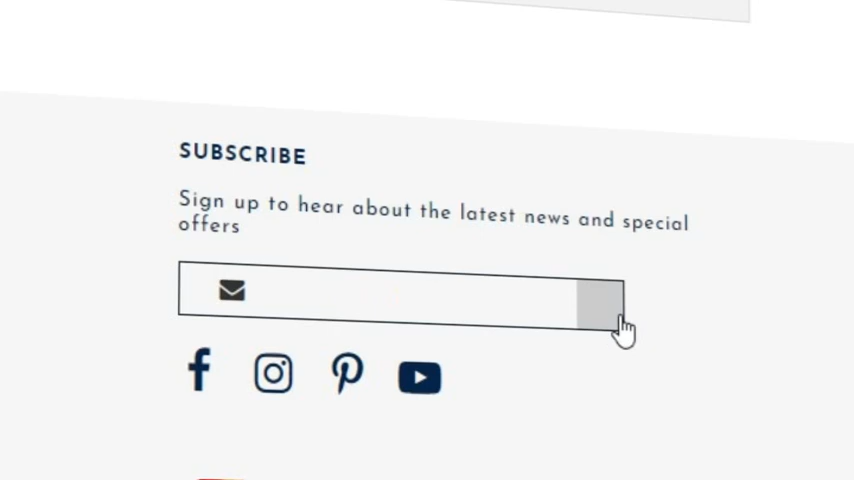 SUBSCRIBE
Sign up to hear about the latest news and special
offers